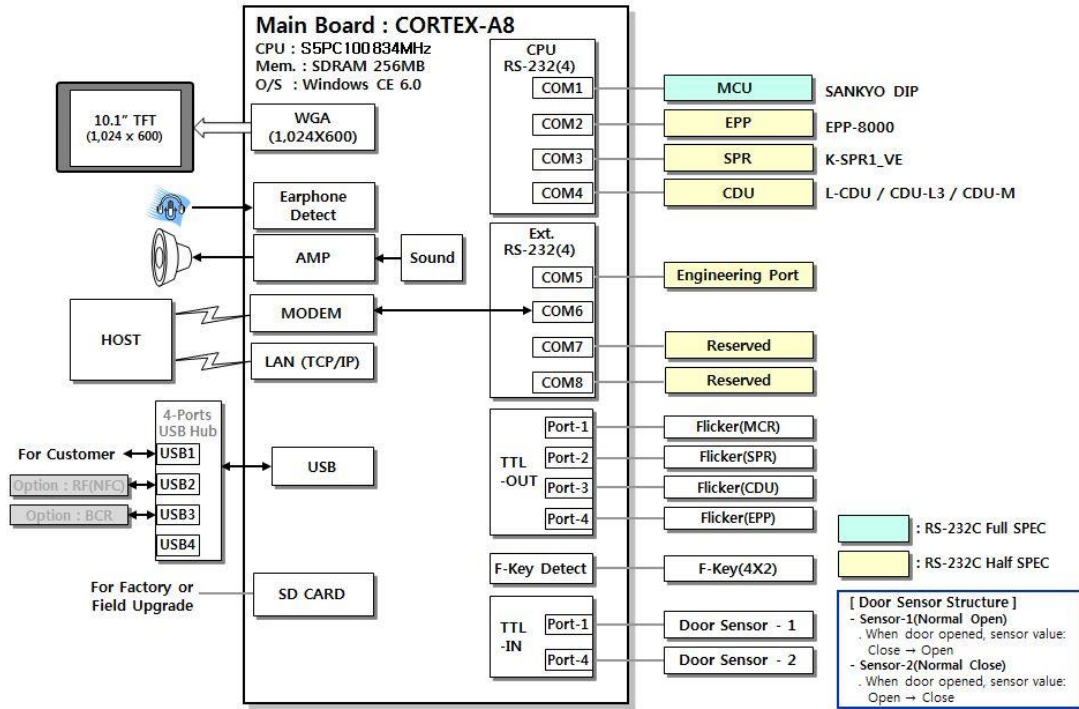 Main Board : CORTEX-A8
CPU : S5PC100 834MHz
Mem. : SDRAM 256MB
O/S : Windows CE 6.0
10.1” TFT
(1,024 x 600)
WGA
(1,024X600)
Earphone
Detect
AMP
Sound
HOST
MODEM
LAN (TCP/IP)
4-Ports
USB Hub
For Customer
USB1
Option : RF(NFC)
USB2
Option : BCR
USB3
USB4
USB
For Factory or
Field Upgrade
SD CARD
CPU
RS-232(4)
COM1
MCU
SANKYO DIP
COM2
EPP
EPP-8000
COM3
SPR
K-SPR1_VE
COM4
CDU
L-CDU / CDU-L3 / CDU-M
Ext.
RS-232(4)
COM5
Engineering Port
COM6
COM7
Reserved
COM8
Reserved
TTL
-OUT
Port-1
Flicker(MCR)
Port-2
Flicker(SPR)
Port-3
Flicker(CDU)
Port-4
Flicker(EPP)
F-Key Detect
F-Key(4X2)
TTL
-IN
Port-1
Door Sensor - 1
Port-4
Door Sensor - 2
: RS-232C Full SPEC
: RS-232C Half SPEC
[ Door Sensor Structure ]
- Sensor-1(Normal Open)
. When door opened, sensor value:
Close → Open
- Sensor-2(Normal Close)
. When door opened, sensor value:
Open → Close